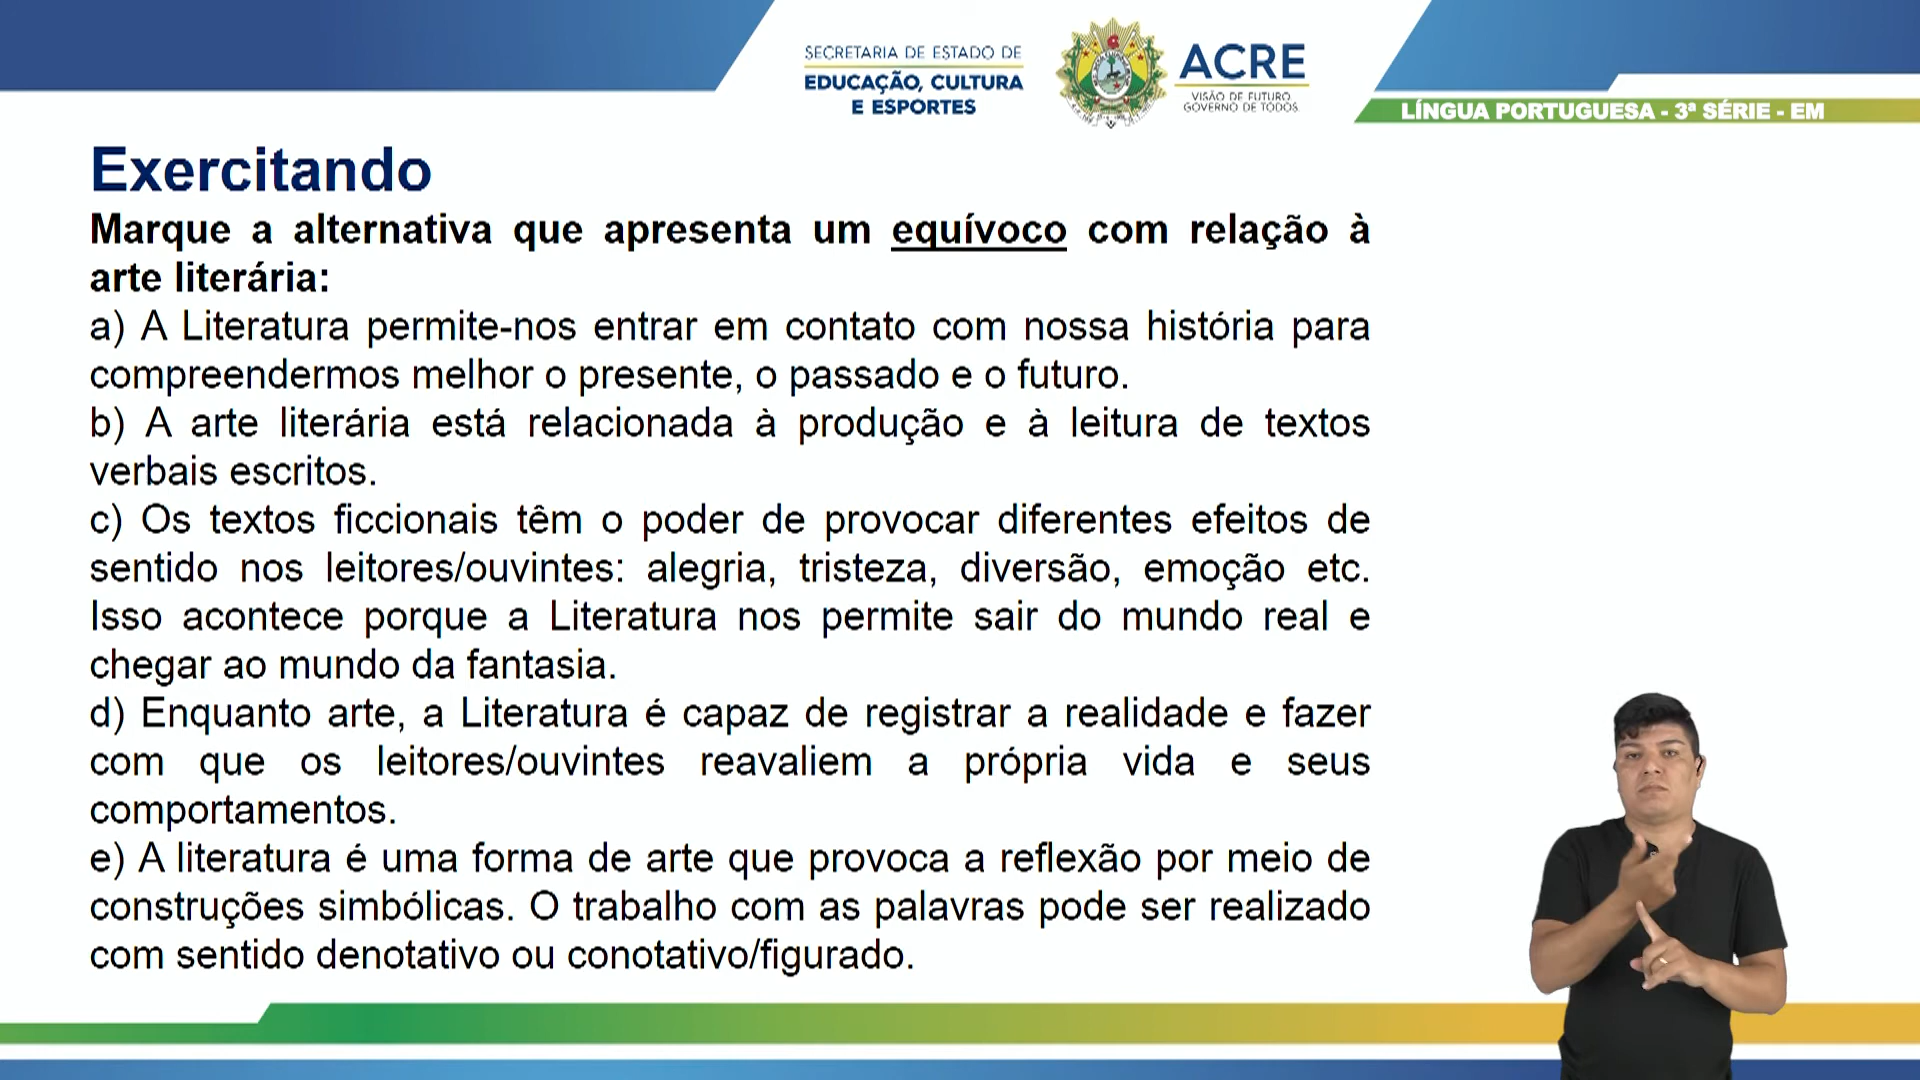 SECRETARIA DE ESTADO DE
EDUCAÇÃO, CULTURA
E ESPORTES
ACRE
VISÃO DE FUTURO.
GOVERNO DE TODOS.
LÍNGUA PORTUGUESA - 3ª SÉRIE - EM
Exercitando
Marque a alternativa que apresenta um equívoco com relação à
arte literária:
a) A Literatura permite-nos entrar em contato com nossa história para
compreendermos melhor o presente, o passado e o futuro.
b) A arte literária está relacionada à produção e à leitura de textos
verbais escritos.
c) Os textos ficcionais têm o poder de provocar diferentes efeitos de
sentido nos leitores/ouvintes: alegria, tristeza, diversão, emoção etc.
Isso acontece porque a Literatura nos permite sair do mundo real e
chegar ao mundo da fantasia.
d) Enquanto arte, a Literatura é capaz de registrar a realidade e fazer
com que os leitores/ouvintes reavaliem a própria vida e seus
comportamentos.
e) A literatura é uma forma de arte que provoca a reflexão por meio de
construções simbólicas. O trabalho com as palavras pode ser realizado
com sentido denotativo ou conotativo/figurado.